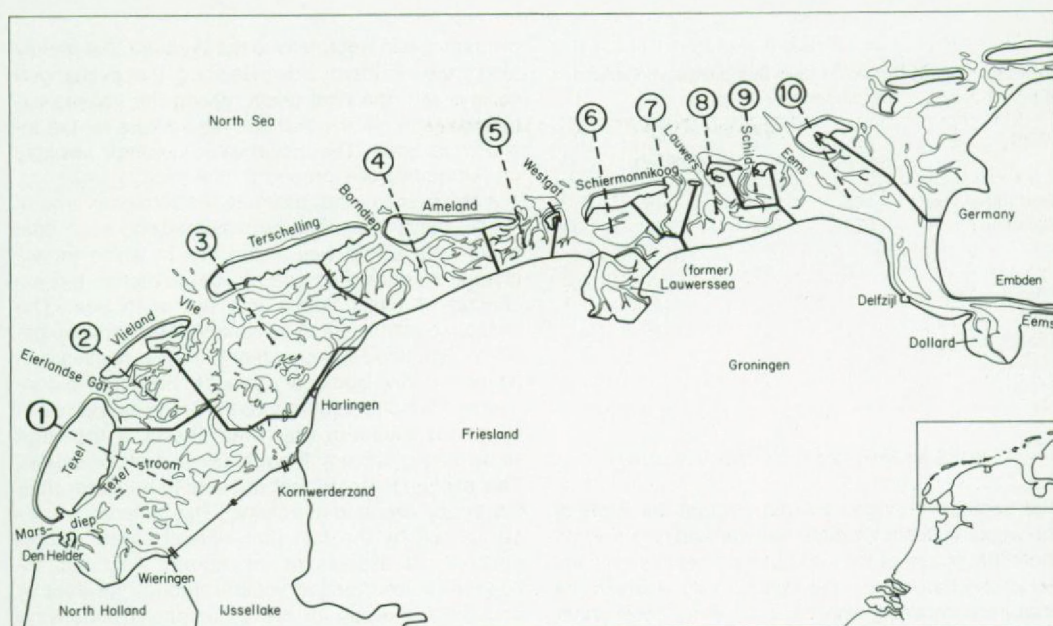 North Sea
10
9
8
7
6
5
4
3
2
1
Eems
Schild
Lauwers
Schiermonnikoog
Westgat
Ameland
Borndiep
Terschelling
Vlie
Vlieland
Eierlandse Gat
Texel
Texel
stroom
Mars-
diep
Den Helder
Wieringen
North Holland
IJssellake
Kornwerderzand
Harlingen
Friesland
Groningen
(former)
Lauwerssea
Delfzijl
Dollard
Germany
Embden
Eems